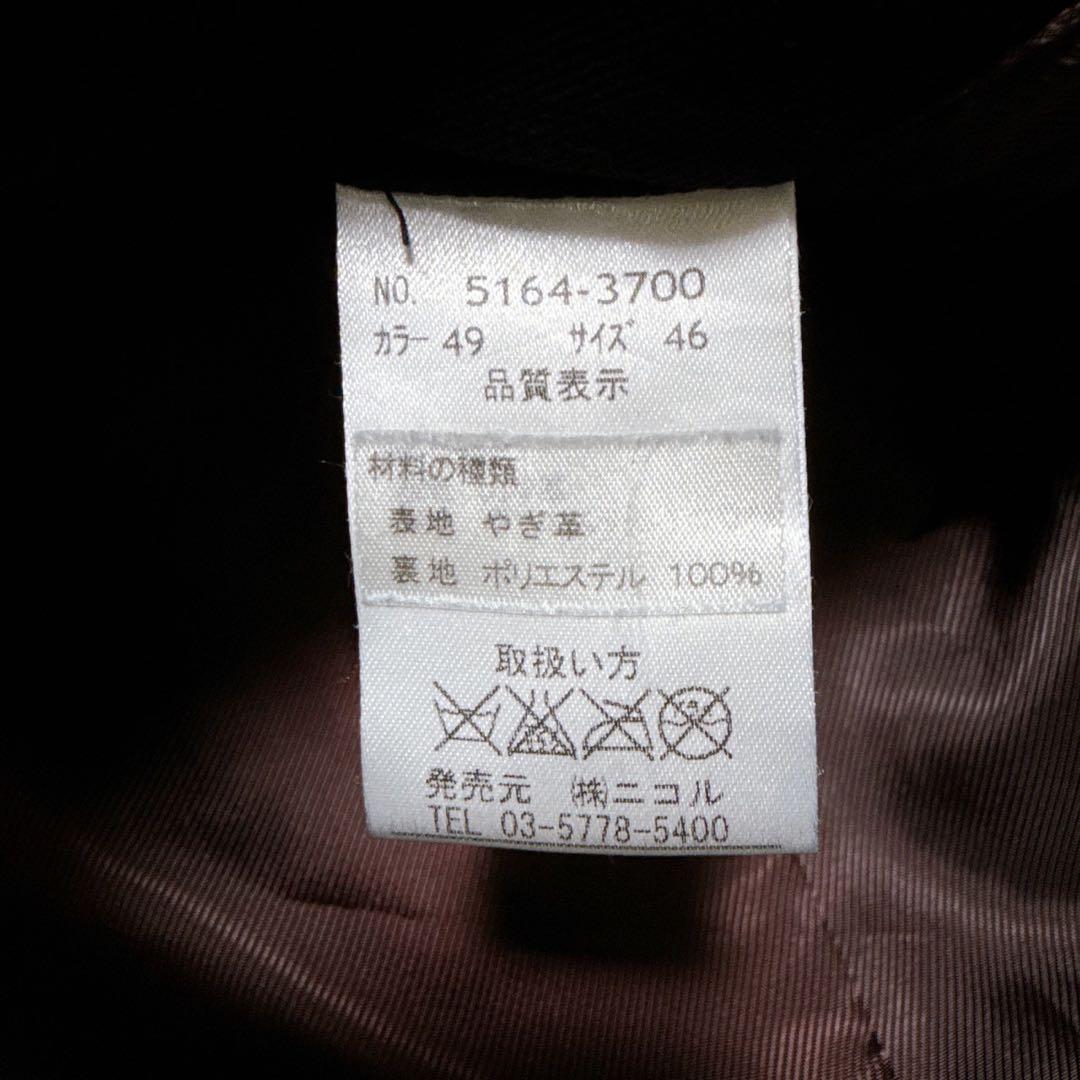 NO. 5164-3700
カラー 49 サイズ 46
品質表示
材料の種類
表地 やぎ革
裏地 ポリエステル 100%
取扱い方
発売元 ㈱ニコル
TEL 03-5778-5400